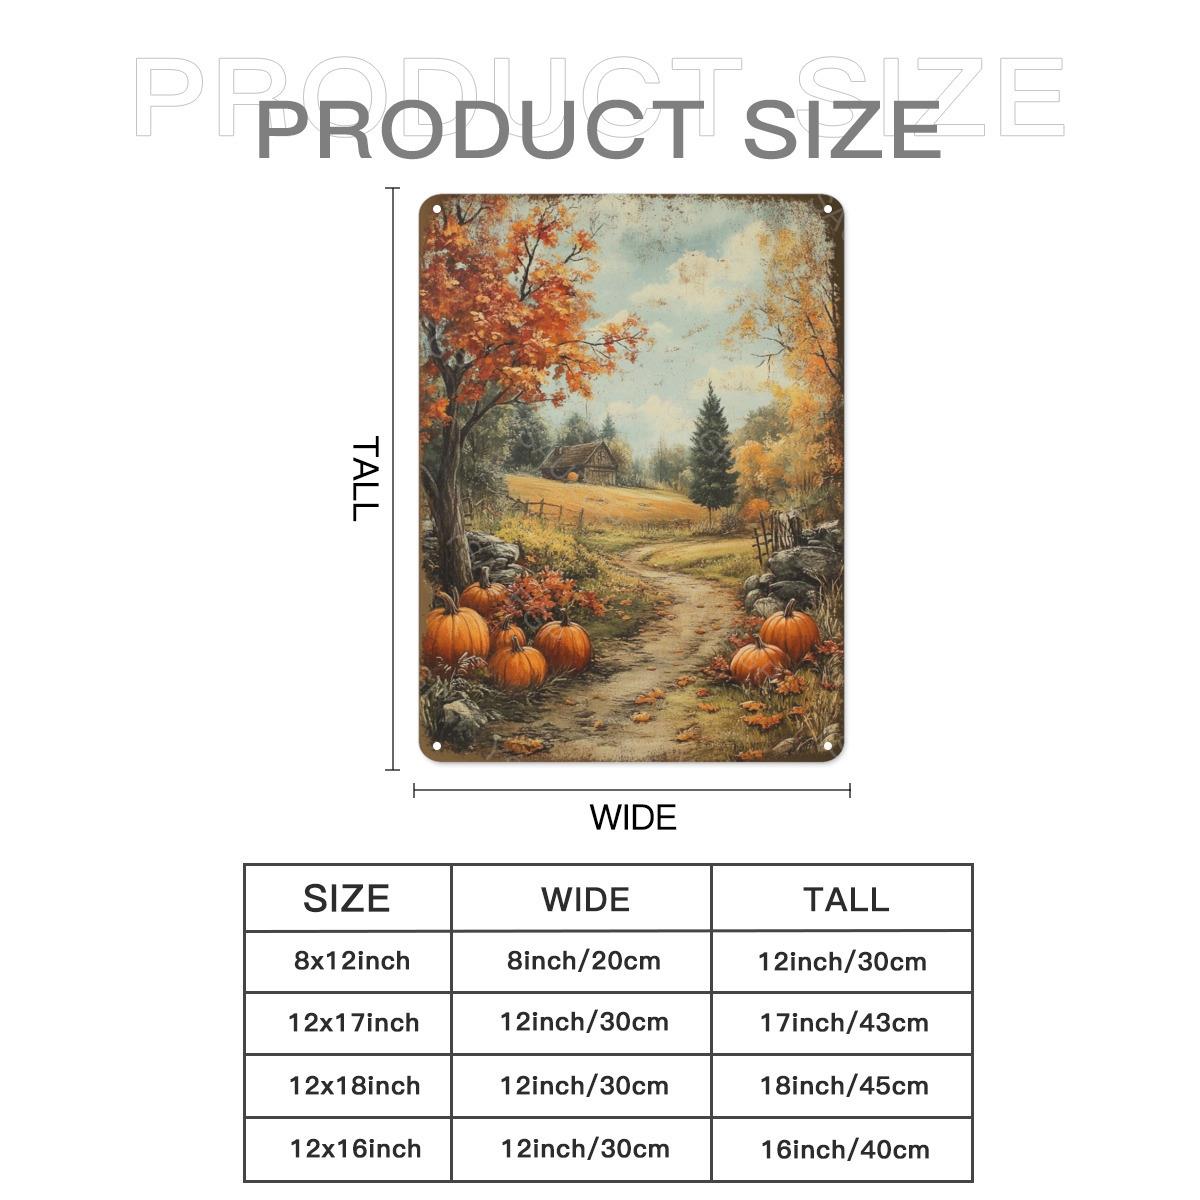 PRODUCT SIZE
PRODUCT SIZE
TALL
WIDE
SIZE WIDE TALL
8x12inch 8inch/20cm 12inch/30cm
12x17inch 12inch/30cm 17inch/43cm
12x18inch 12inch/30cm 18inch/45cm
12x16inch 12inch/30cm 16inch/40cm